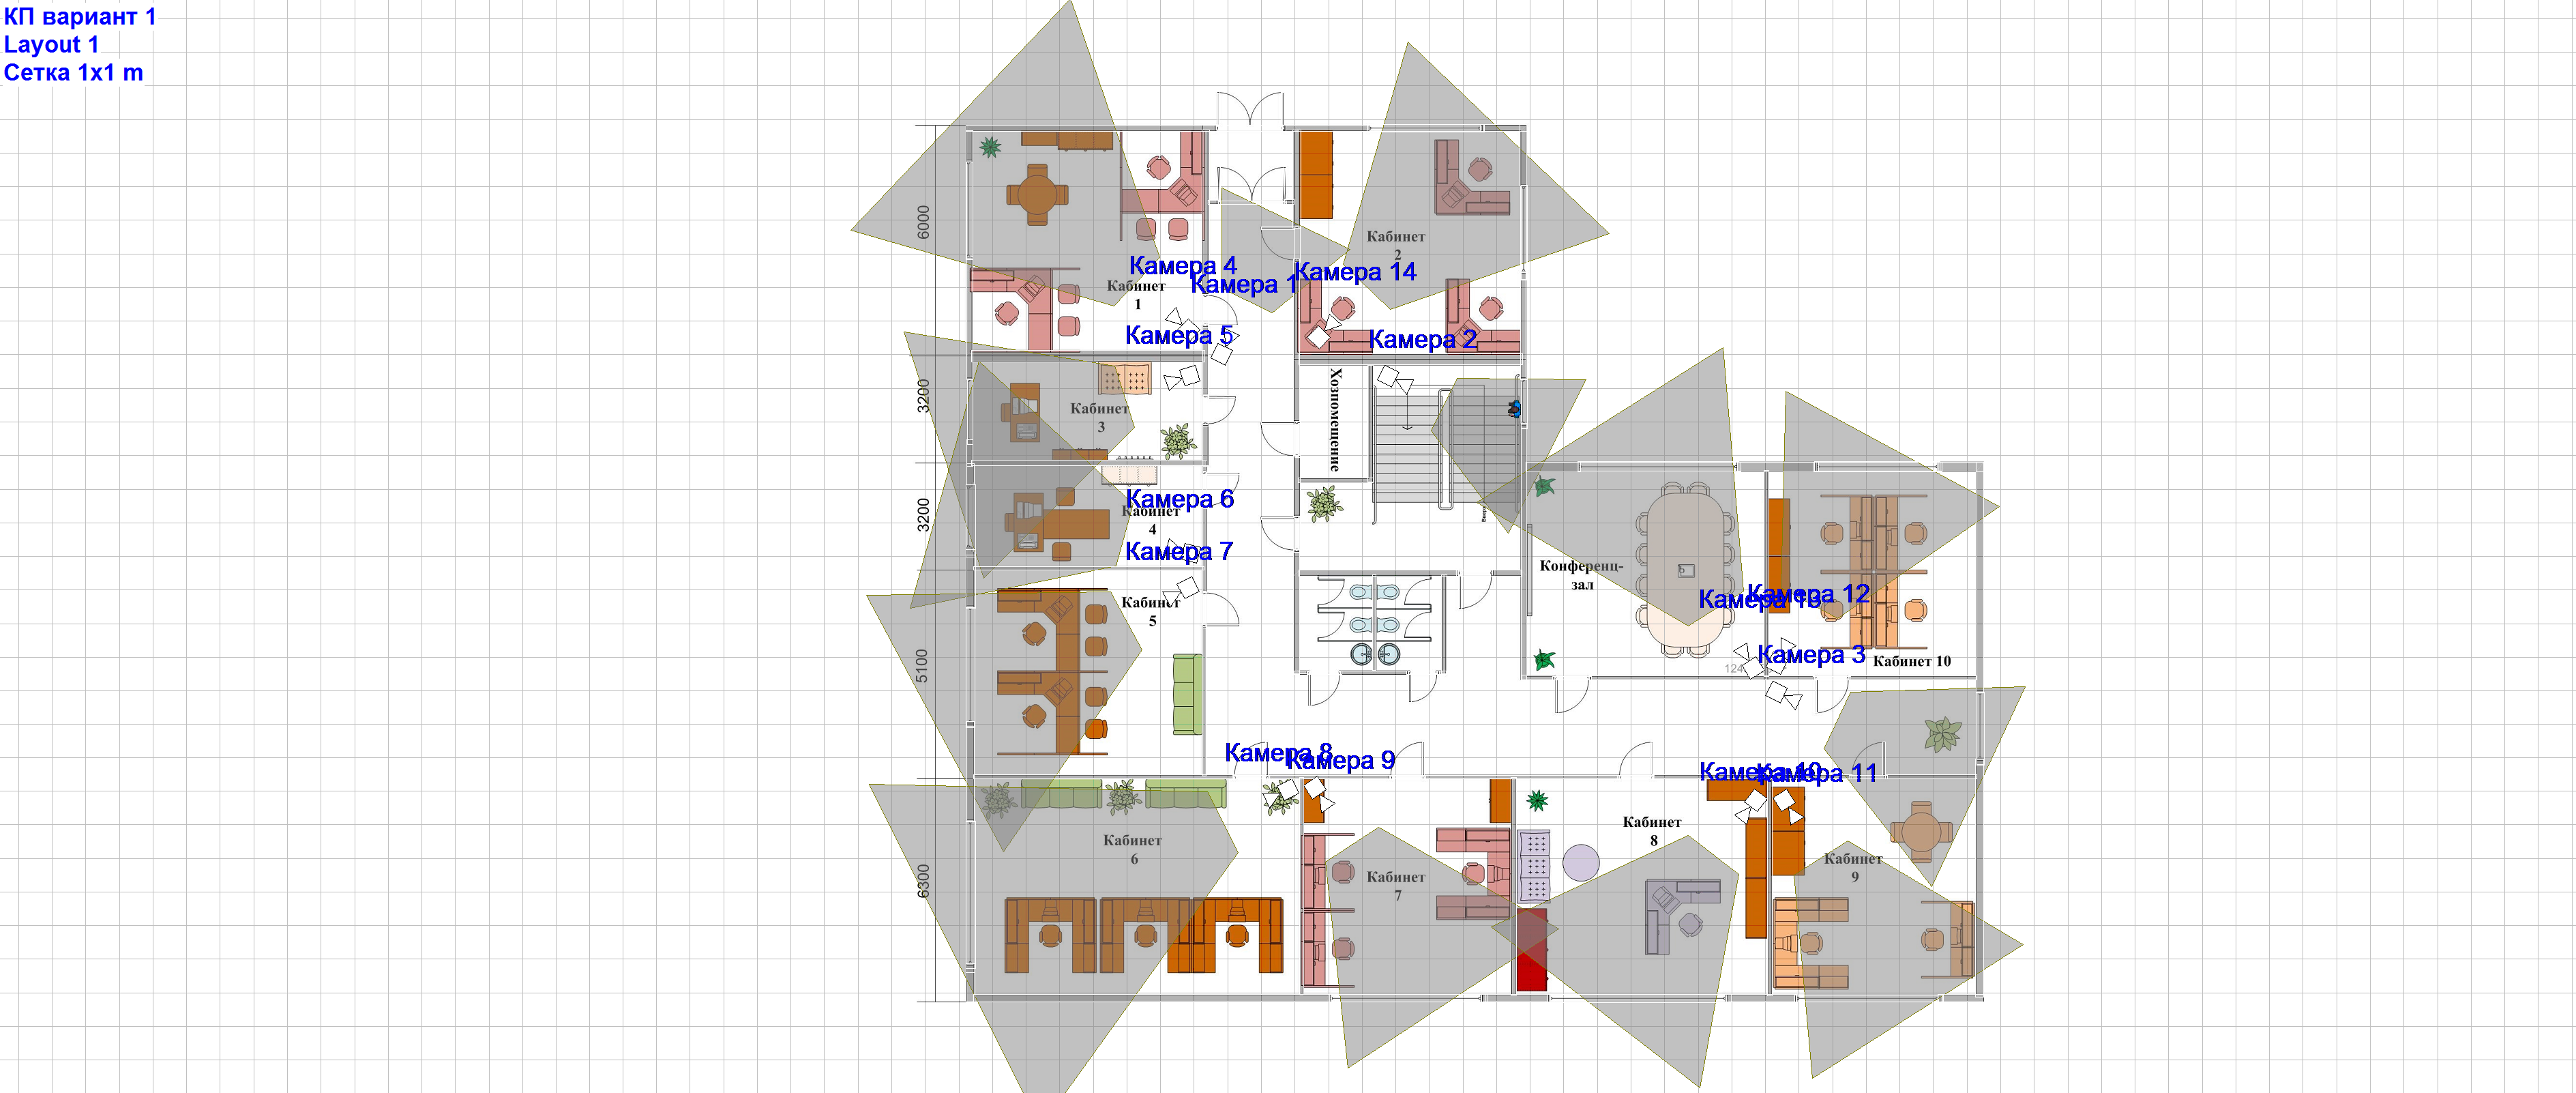 КП вариант 1
Layout 1
Сетка 1x1 m
6000
3200
3200
5100
6300
Камера 4
Камера 1
Камера 14
Кабинет
1
Кабинет
2
Камера 5
Камера 2
Кабинет
3
Хозпомещение
Камера 6
Кабинет
4
Камера 7
Кабинет
5
Конференц-
зал
Камера 13
Камера 12
Камера 3
Кабинет 10
124
Камера 8
Камера 9
Камера 10
Камера 11
Кабинет
6
Кабинет
7
Кабинет
8
Кабинет
9